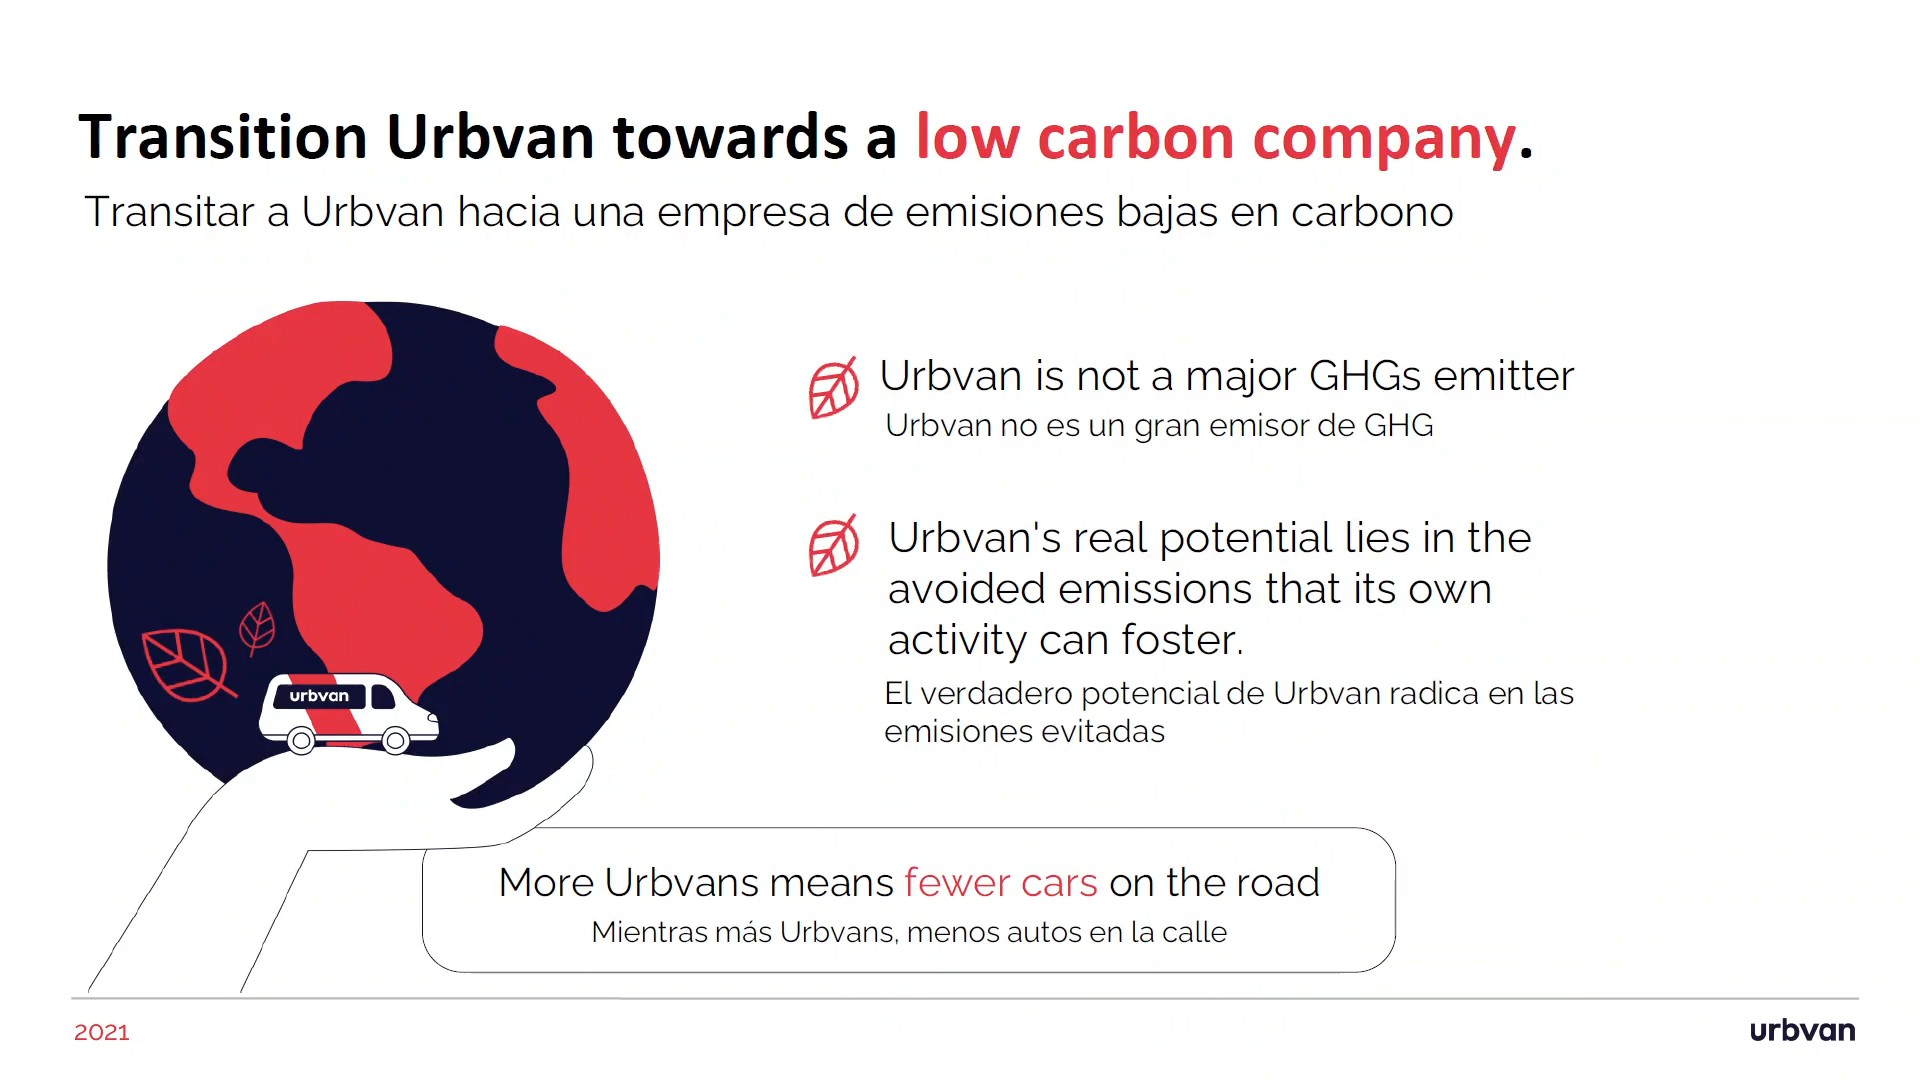 Transition Urbvan towards a low carbon company.
Transitar a Urbvan hacia una empresa de emisiones bajas en carbono
Urbvan is not a major GHGs emitter
Urbvan no es un gran emisor de GHG
Urbvan's real potential lies in the
avoided emissions that its own
activity can foster.
El verdadero potencial de Urbvan radica en las
emisiones evitadas
urbvan
More Urbvans means fewer cars on the road
Mientras más Urbvans, menos autos en la calle
2021
urbvan